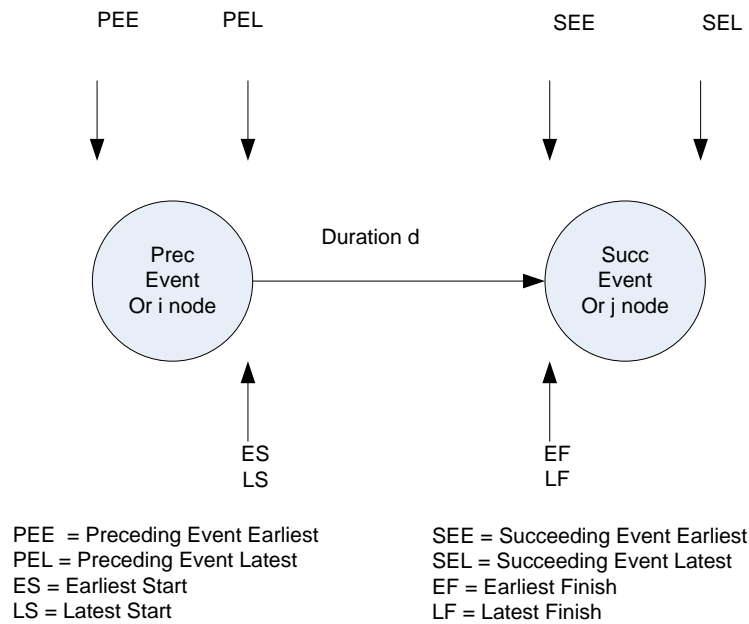 PEE PEL SEE SEL
Duration d
Prec
Event
Or i node
Succ
Event
Or j node
ES
LS
EF
LF
PEE = Preceding Event Earliest
PEL = Preceding Event Latest
ES = Earliest Start
LS = Latest Start
SEE = Succeeding Event Earliest
SEL = Succeeding Event Latest
EF = Earliest Finish
LF = Latest Finish